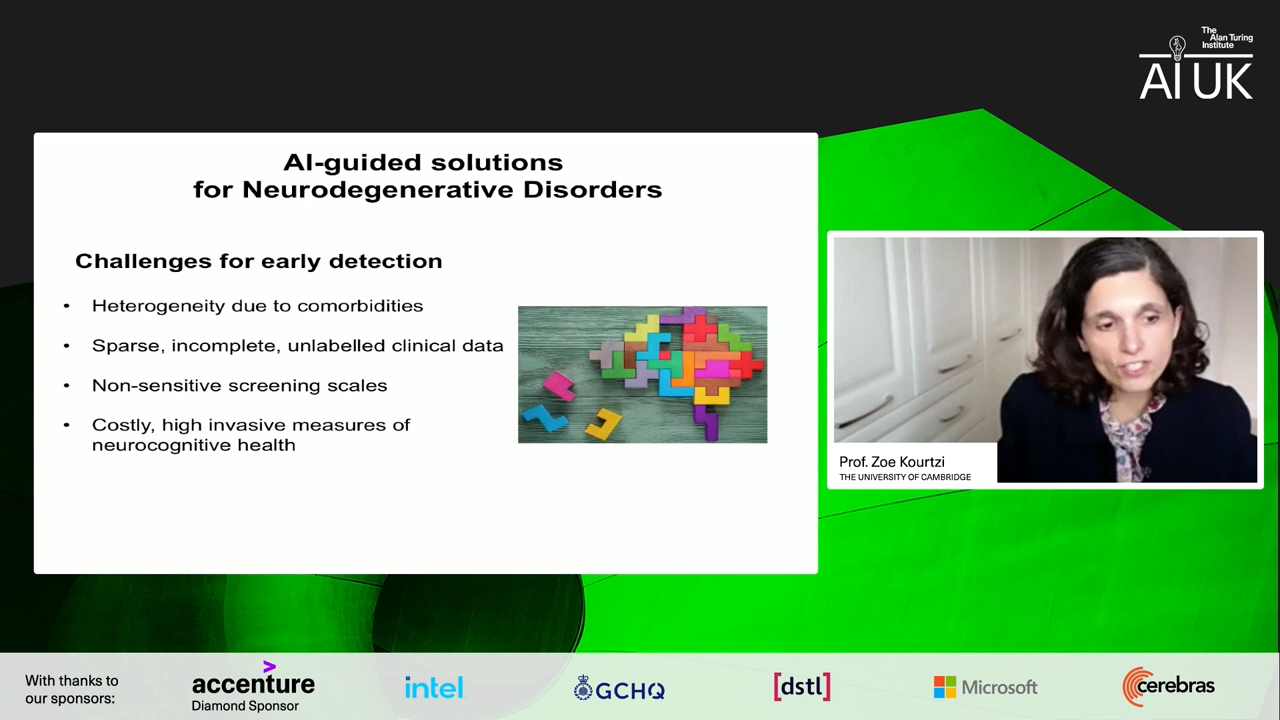 The
Alan Turing
Institute
AI UK
AI-guided solutions
for Neurodegenerative Disorders
Challenges for early detection
• Heterogeneity due to comorbidities
• Sparse, incomplete, unlabelled clinical data
• Non-sensitive screening scales
• Costly, high invasive measures of
neurocognitive health
Prof. Zoe Kourtzi
THE UNIVERSITY OF CAMBRIDGE
With thanks to
our sponsors:
accenture
Diamond Sponsor
intel
GCHQ
[dstl]
Microsoft
cerebras